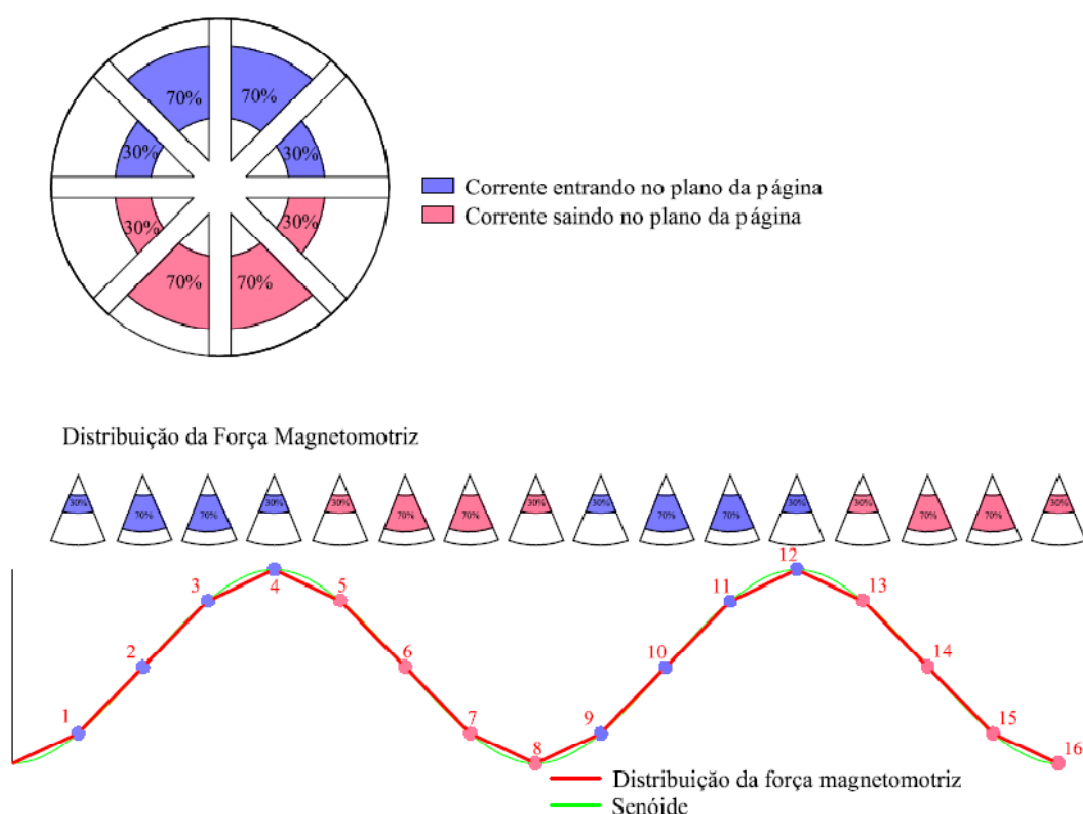 70% 70%
30% 30%
30% 30%
70% 70%
Corrente entrando no plano da página
Corrente saindo no plano da página
Distribuição da Força Magnetomotriz
30% 70% 70% 30% 30% 70% 70% 30% 30% 70% 70% 30% 30% 70% 70% 30%
1 2 3 4 5 6 7 8 9 10 11 12 13 14 15 16
Distribuição da força magnetomotriz
Senóide